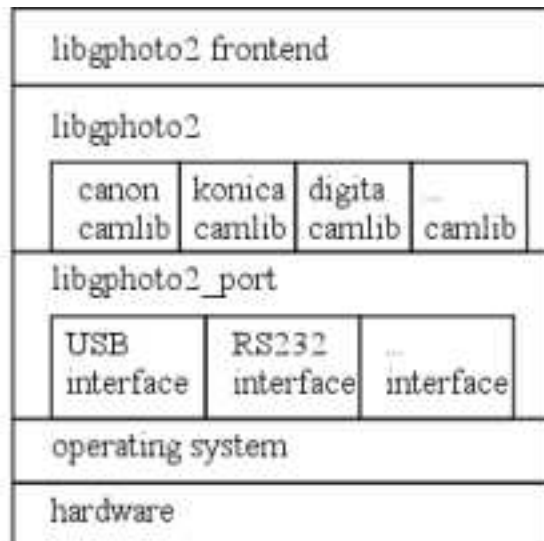 libgphoto2 frontend
libgphoto2
canon konica digita ...
camlib camlib camlib camlib
libgphoto2_port
USB RS232 ...
interface interface interface
operating system
hardware